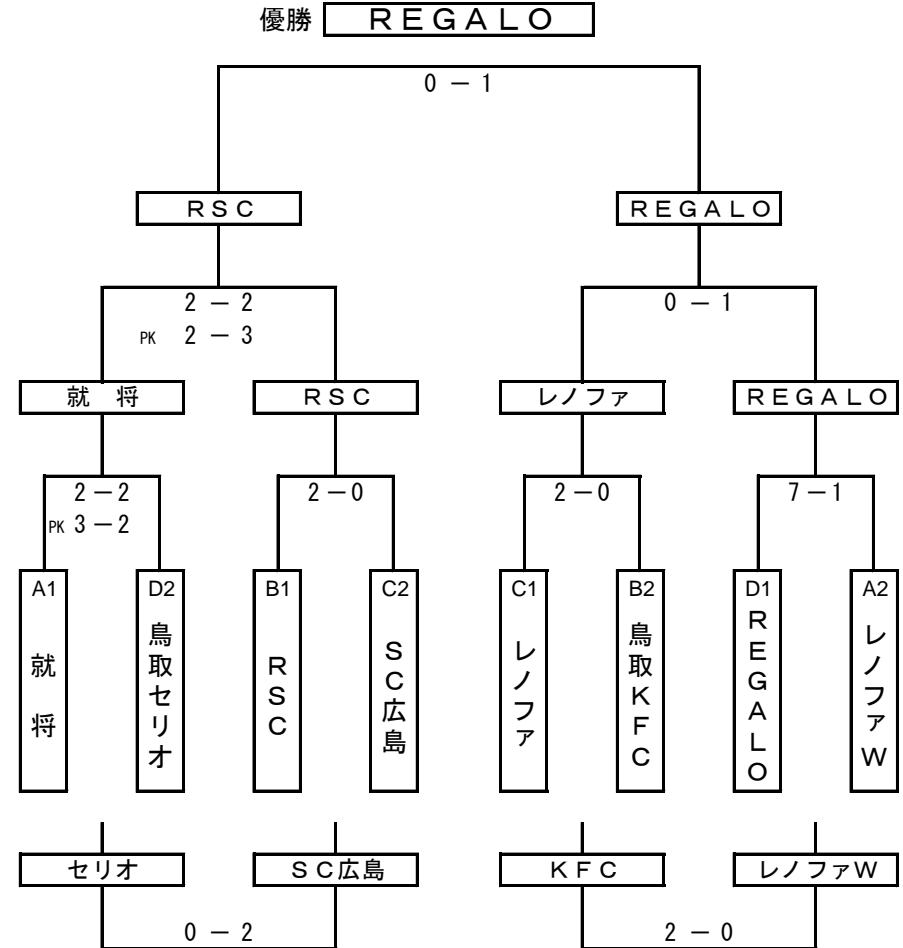 優勝 ＲＥＧＡＬＯ
０－１
ＲＳＣ ＲＥＧＡＬＯ
２－２ ０－１
PK ２－３
就　将 ＲＳＣ レノファ ＲＥＧＡＬＯ
２－２ ２－０ ２－０ ７－１
PK ３－２
A1 D2 B1 C2 C1 B2 D1 A2
就　将 鳥取セリオ ＲＳＣ ＳＣ広島 レノファ 鳥取ＫＦＣ ＲＥＧＡＬＯ レノファＷ
セリオ ＳＣ広島 ＫＦＣ レノファＷ
０－２ ２－０